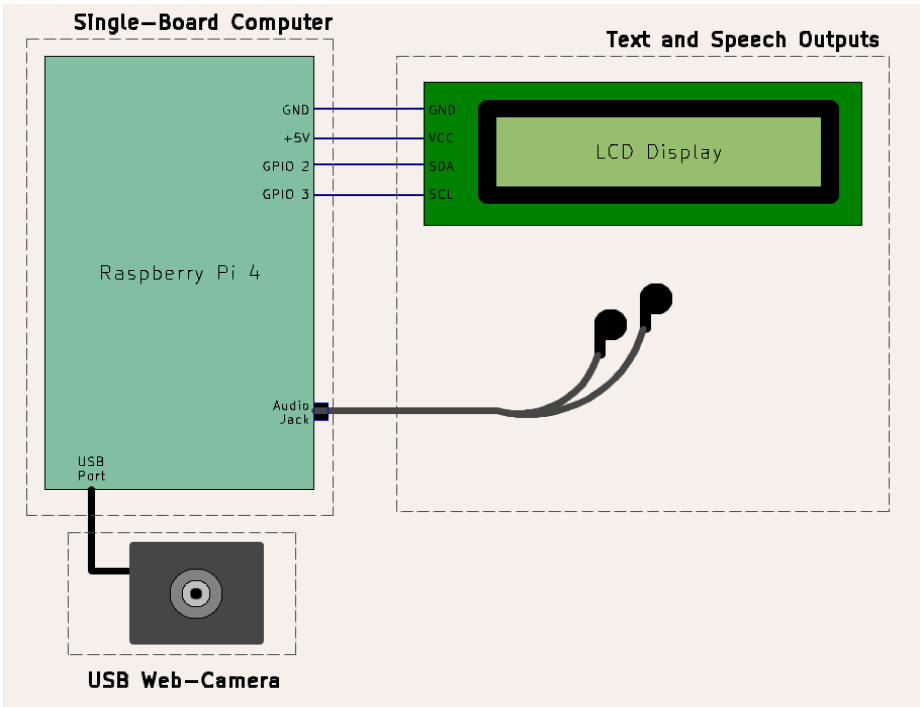 Single-Board Computer
Text and Speech Outputs
GND
+5V
GPIO 2
GPIO 3
GND
VCC
SDA
SCL
LCD Display
Raspberry Pi 4
Audio
Jack
USB
Port
USB Web-Camera